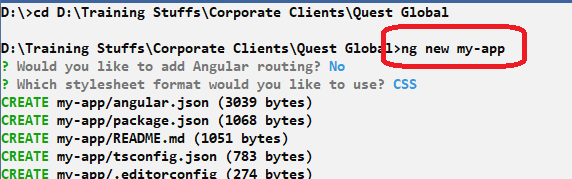 D:\>cd D:\Training Stuffs\Corporate Clients\Quest Global
D:\Training Stuffs\Corporate Clients\Quest Global>ng new my-app
? Would you like to add Angular routing? No
? Which stylesheet format would you like to use? CSS
CREATE my-app/angular.json (3039 bytes)
CREATE my-app/package.json (1068 bytes)
CREATE my-app/README.md (1051 bytes)
CREATE my-app/tsconfig.json (783 bytes)
CREATE my-app/.editorconfig (274 bytes)